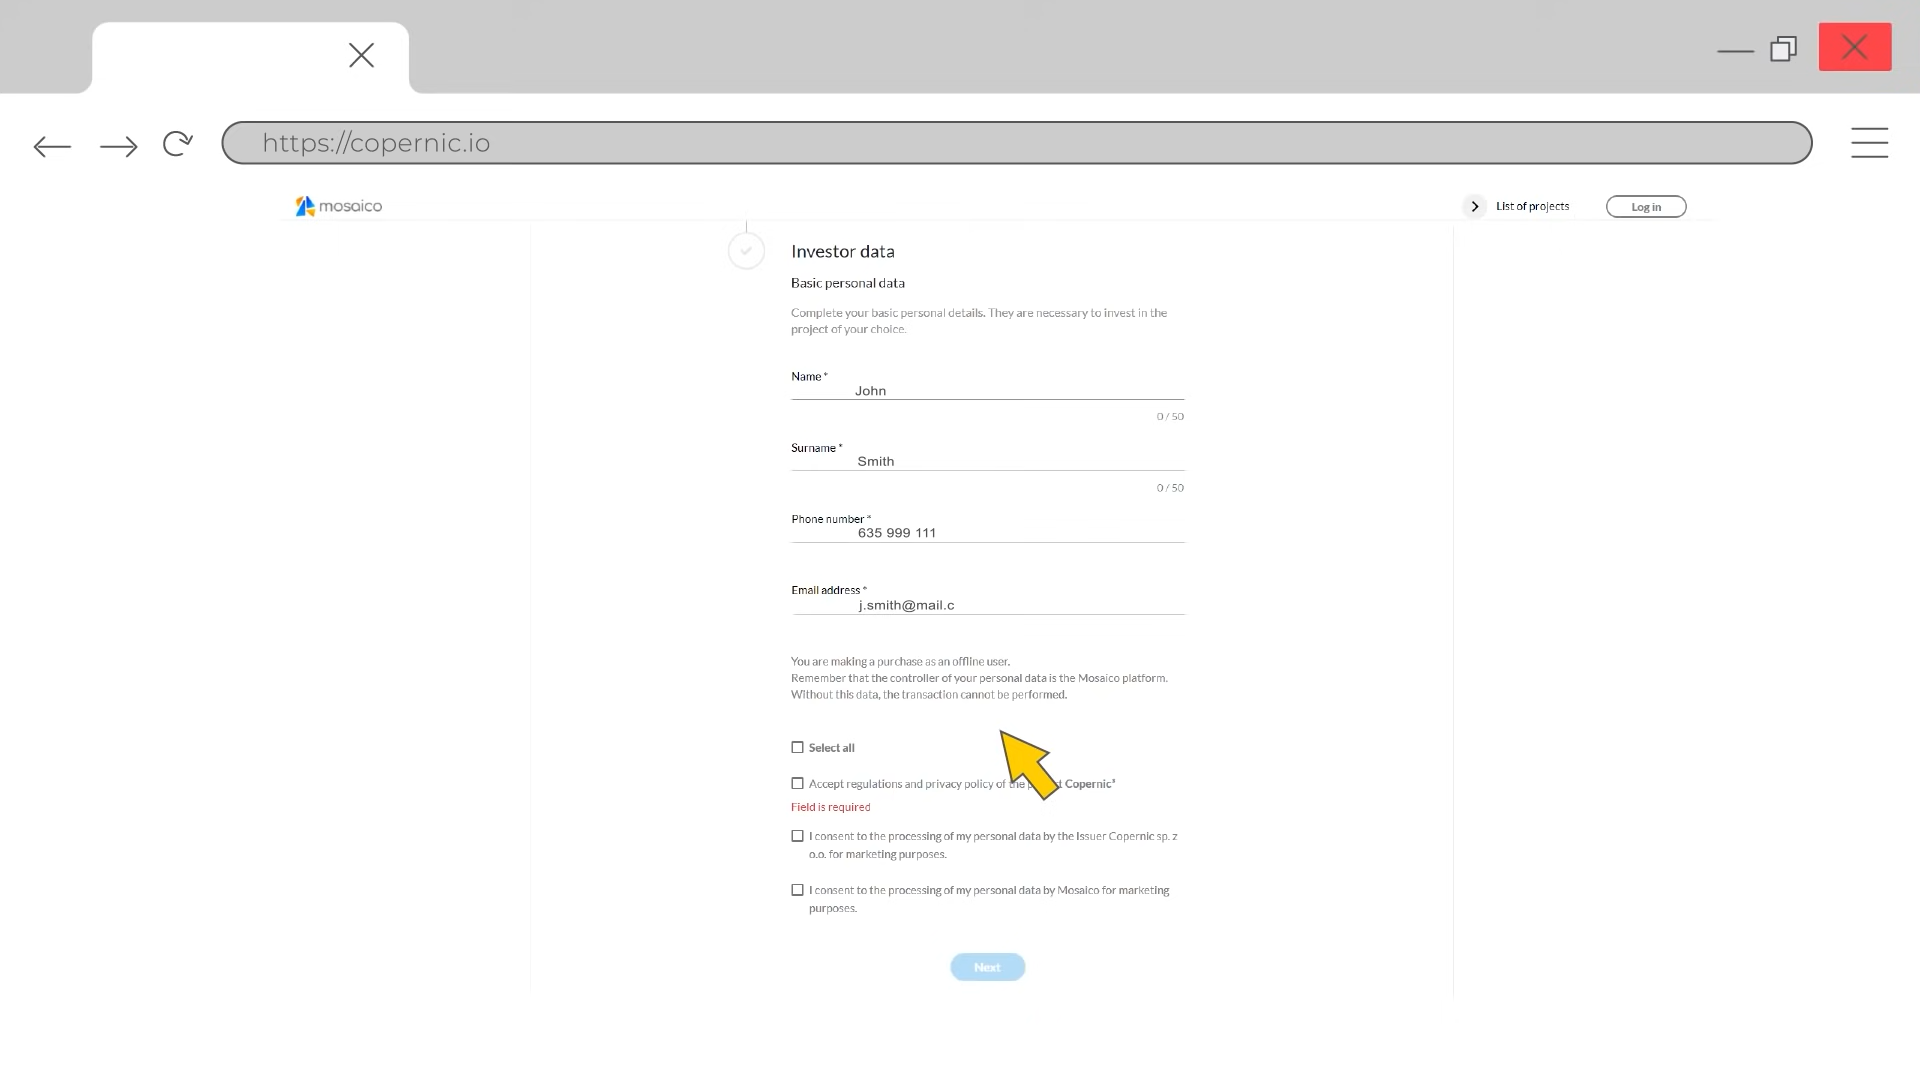 https://copernic.io
mosaico
List of projects
Log in
Investor data
Basic personal data
Complete your basic personal details. They are necessary to invest in the
project of your choice.
Name *
John
0 / 50
Surname *
Smith
0 / 50
Phone number *
635 999 111
Email address *
j.smith@mail.c
You are making a purchase as an offline user.
Remember that the controller of your personal data is the Mosaico platform.
Without this data, the transaction cannot be performed.
Select all
Accept regulations and privacy policy of the Copernic³
Field is required
I consent to the processing of my personal data by the Issuer Copernic sp. z
o.o. for marketing purposes.
I consent to the processing of my personal data by Mosaico for marketing
purposes.
Next